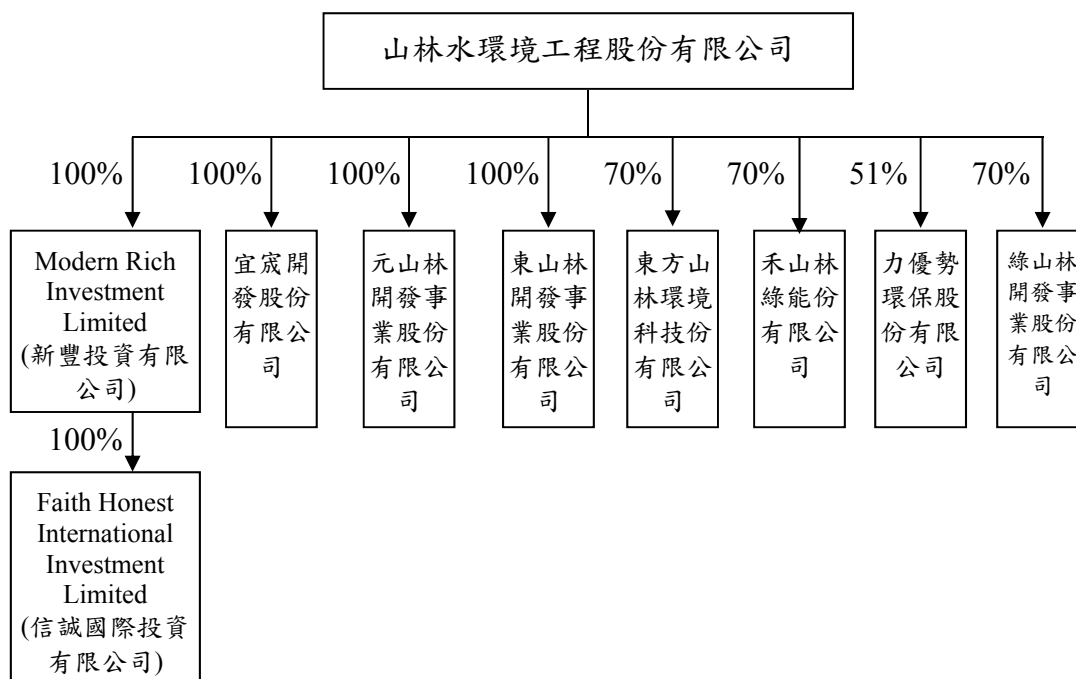 山林水環境工程股份有限公司
100%
100%
100%
100%
70%
70%
51%
70%
Modern Rich
Investment
Limited
(新豐投資有限
公司)
宜宬開
發股份
有限公
司
元山林
開發事
業股份
有限公
司
東山林
開發事
業股份
有限公
司
東方山
林環境
科技份
有限公
司
禾山林
綠能份
有限公
司
力優勢
環保股
份有限
公司
綠山林
開發事
業股份
有限公
司
100%
Faith Honest
International
Investment
Limited
(信誠國際投資
有限公司)